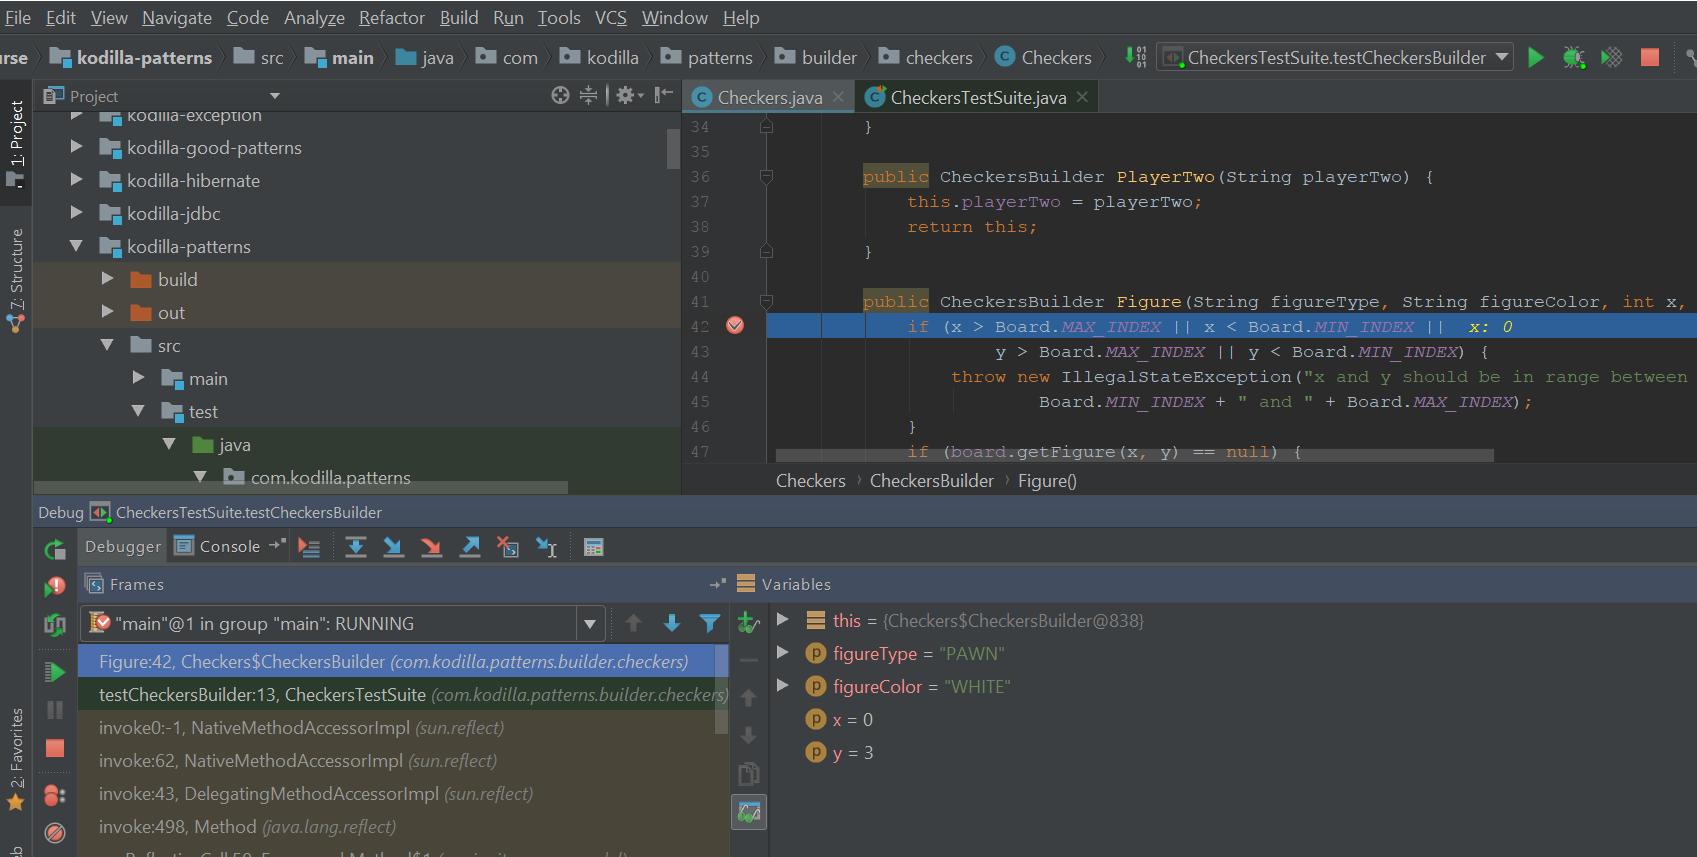 File Edit View Navigate Code Analyze Refactor Build Run Tools VCS Window Help
rse kodilla-patterns src main java com kodilla patterns builder checkers Checkers CheckersTestSuite.testCheckersBuilder
1: Project
Z: Structure
2: Favorites
eb
Project
kodilla-exception
kodilla-good-patterns
kodilla-hibernate
kodilla-jdbc
kodilla-patterns
build
out
src
main
test
java
com.kodilla.patterns
Checkers.java CheckersTestSuite.java
34 }
35
36 public CheckersBuilder PlayerTwo(String playerTwo) {
37 this.playerTwo = playerTwo;
38 return this;
39 }
40
41 public CheckersBuilder Figure(String figureType, String figureColor, int x,
42 if (x > Board.MAX_INDEX || x < Board.MIN_INDEX || x: 0
43 y > Board.MAX_INDEX || y < Board.MIN_INDEX) {
44 throw new IllegalStateException("x and y should be in range between
45 Board.MIN_INDEX + " and " + Board.MAX_INDEX);
46 }
47 if (board.getFigure(x, y) == null) {
Checkers CheckersBuilder Figure()
Debug CheckersTestSuite.testCheckersBuilder
Debugger Console
Frames
"main"@1 in group "main": RUNNING
Figure:42, Checkers$CheckersBuilder (com.kodilla.patterns.builder.checkers)
testCheckersBuilder:13, CheckersTestSuite (com.kodilla.patterns.builder.checkers)
invoke0:-1, NativeMethodAccessorImpl (sun.reflect)
invoke:62, NativeMethodAccessorImpl (sun.reflect)
invoke:43, DelegatingMethodAccessorImpl (sun.reflect)
invoke:498, Method (java.lang.reflect)
Variables
this = {Checkers$CheckersBuilder@838}
figureType = "PAWN"
figureColor = "WHITE"
x = 0
y = 3